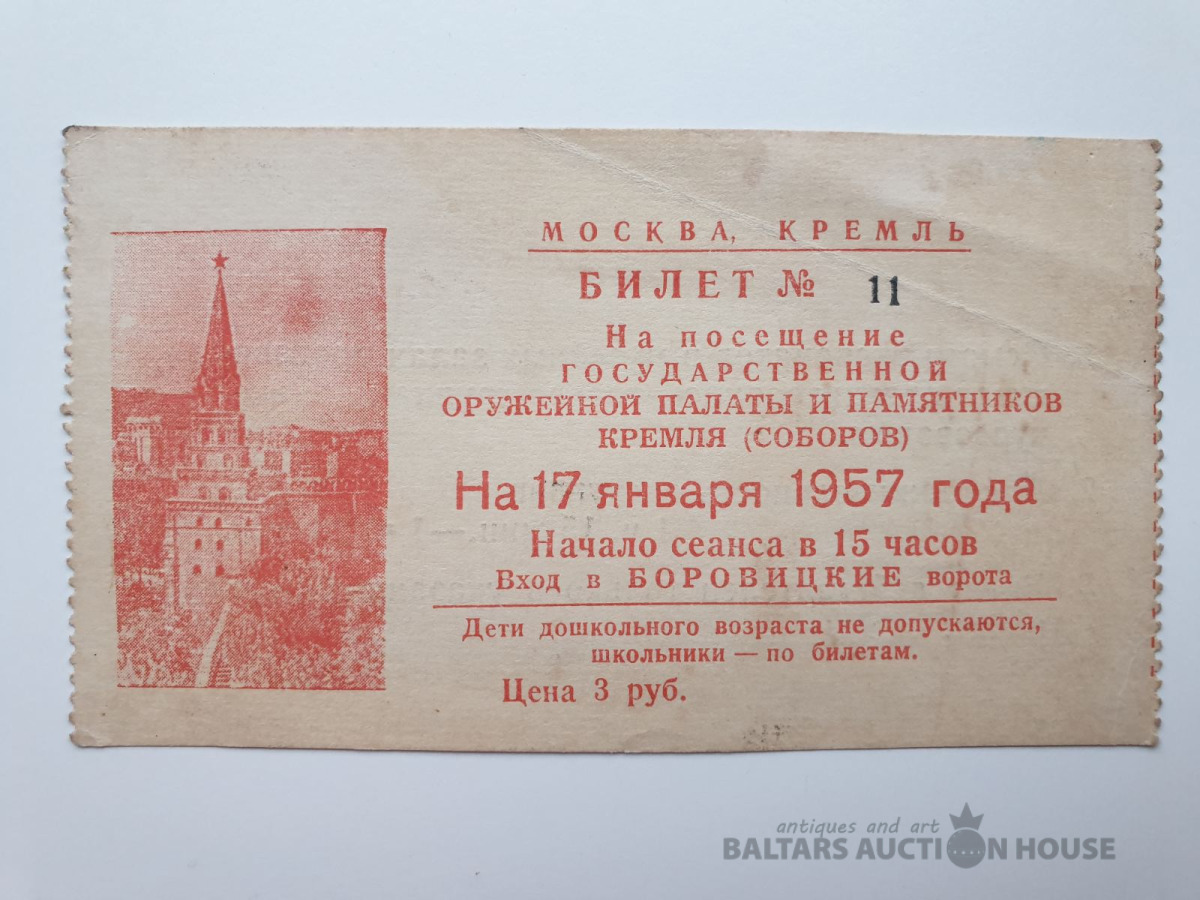 МОСКВА, КРЕМЛЬ
БИЛЕТ № 11
На посещение
ГОСУДАРСТВЕННОЙ
ОРУЖЕЙНОЙ ПАЛАТЫ И ПАМЯТНИКОВ
КРЕМЛЯ (СОБОРОВ)
На 17 января 1957 года
Начало сеанса в 15 часов
Вход в БОРОВИЦКИЕ ворота
Дети дошкольного возраста не допускаются,
школьники — по билетам.
Цена 3 руб.
antiques and art
BALTARS AUCTION HOUSE